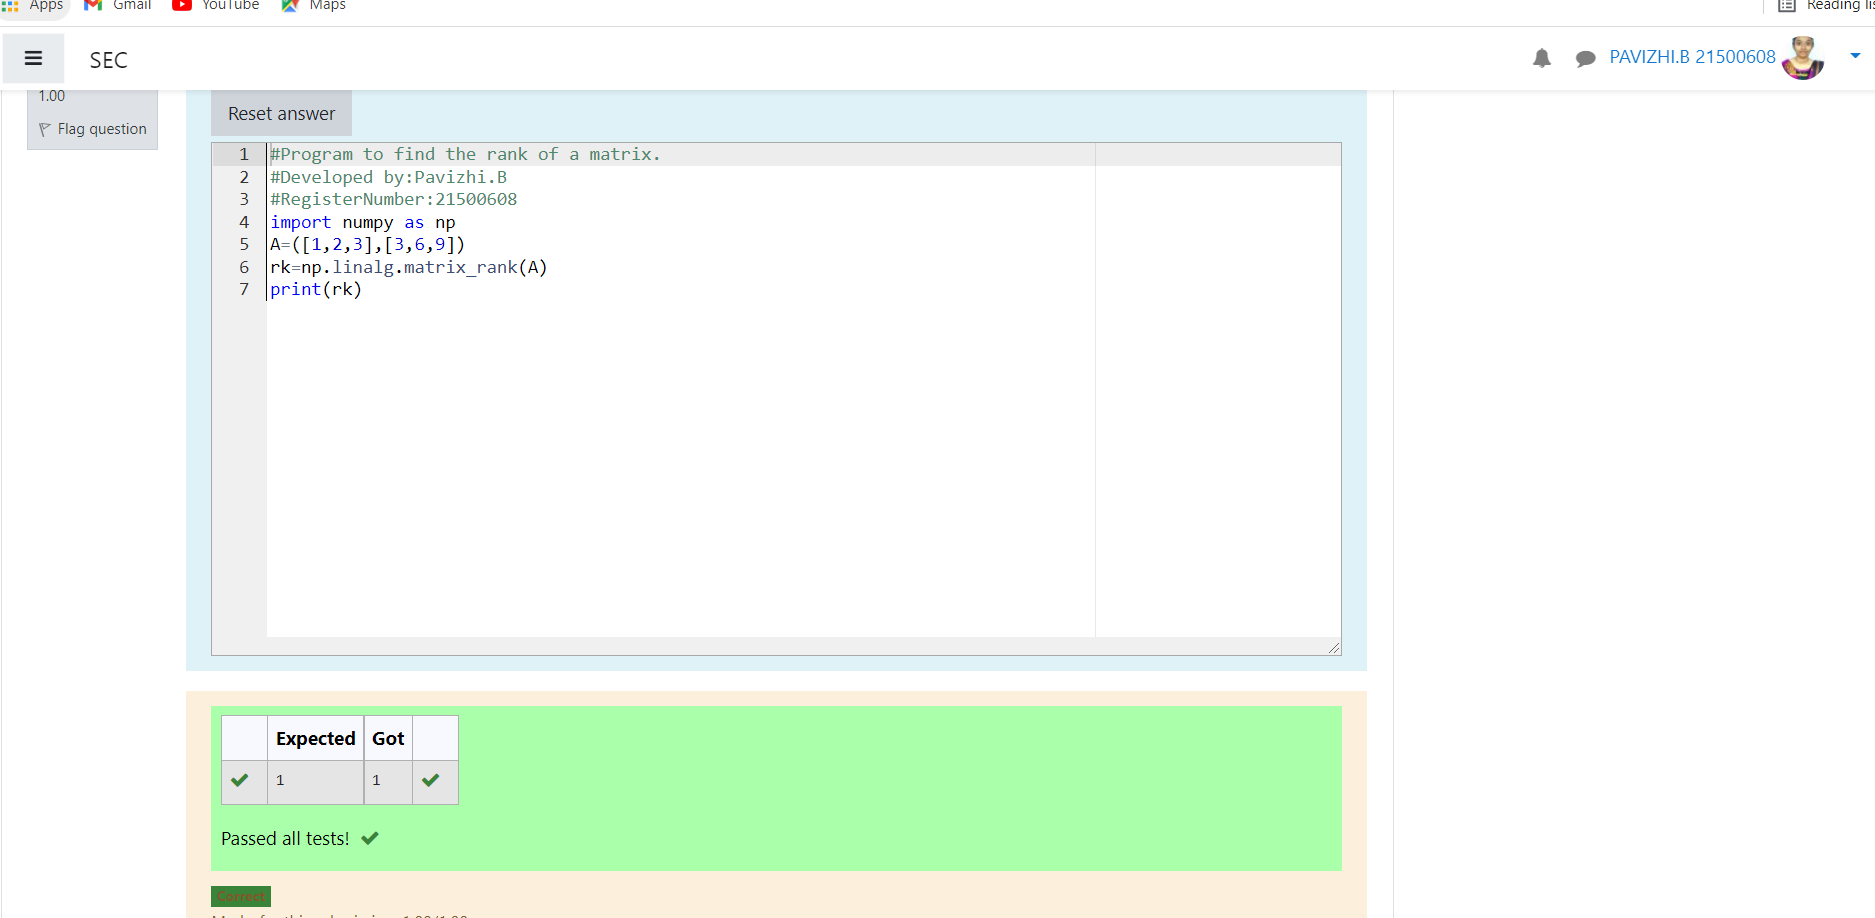 Apps Gmail YouTube Maps Reading
SEC PAVIZHI.B 21500608
1.00
Flag question
Reset answer
1 #Program to find the rank of a matrix.
2 #Developed by:Pavizhi.B
3 #RegisterNumber:21500608
4 import numpy as np
5 A=([1,2,3],[3,6,9])
6 rk=np.linalg.matrix_rank(A)
7 print(rk)
Expected Got
1 1
Passed all tests!
Correct